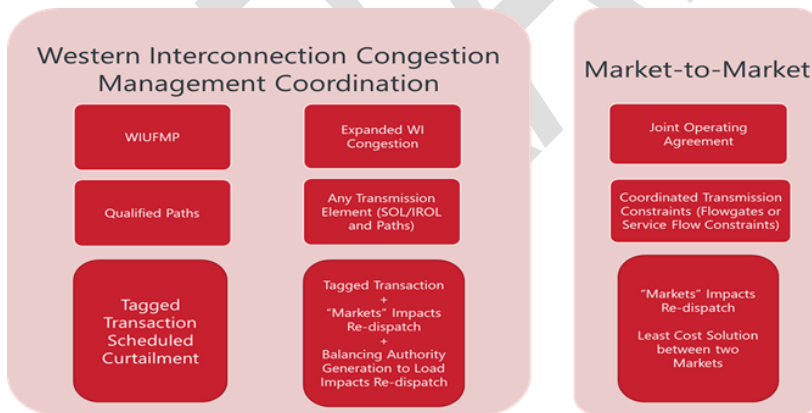 Western Interconnection Congestion
Management Coordination
WIUFMP
Expanded WI
Congestion
Qualified Paths
Any Transmission
Element (SOL/IROL
and Paths)
Tagged
Transaction
Scheduled
Curtailment
Tagged Transaction
+
"Markets" Impacts
Re-dispatch
+
Balancing Authority
Generation to Load
Impacts Re-dispatch
Market-to-Market
Joint Operating
Agreement
Coordinated Transmission
Constraints (Flowgates or
Service Flow Constraints)
"Markets" Impacts
Re-dispatch
Least Cost Solution
between two
Markets